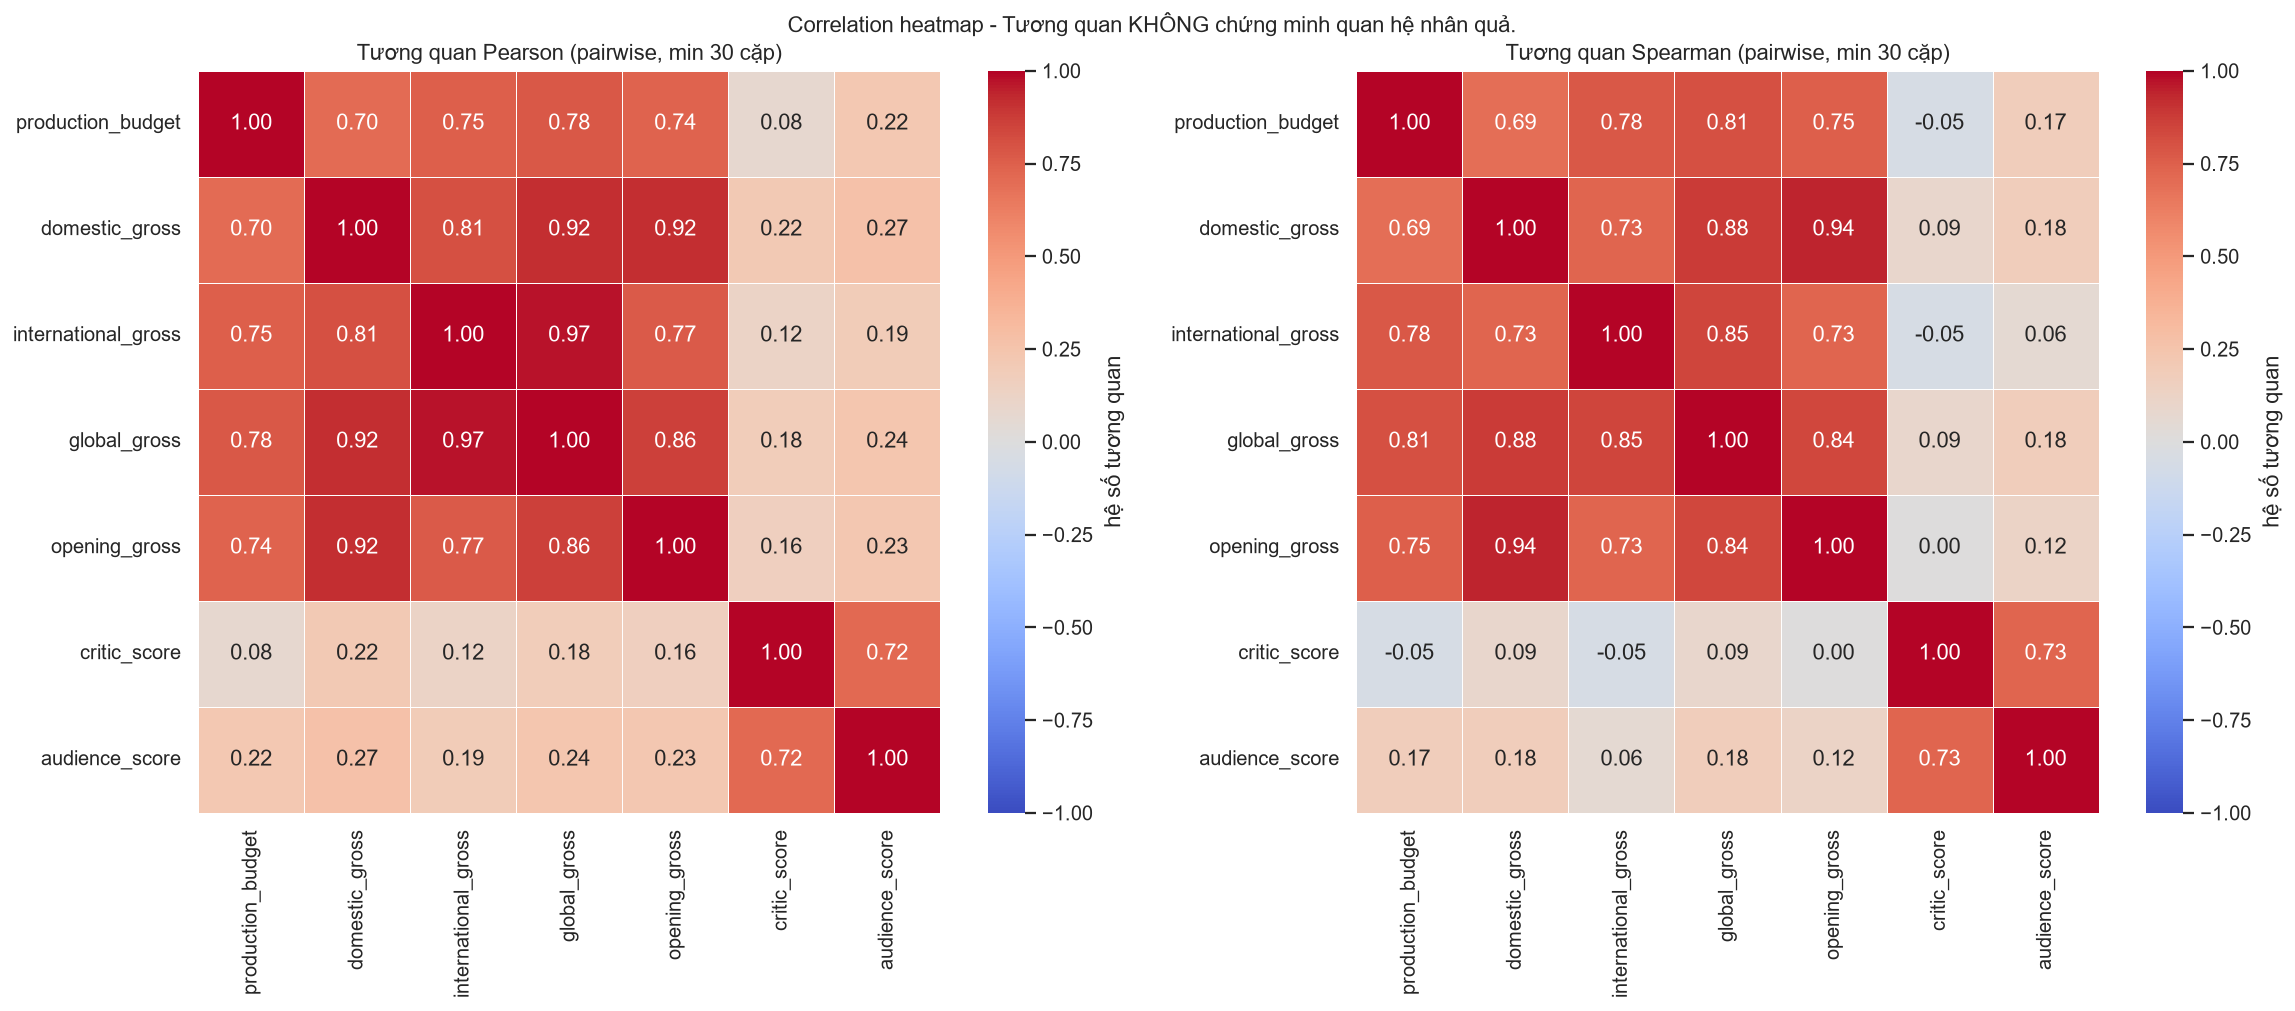 Correlation heatmap - Tương quan KHÔNG chứng minh quan hệ nhân quả.
Tương quan Pearson (pairwise, min 30 cặp)
production_budget 1.00 0.70 0.75 0.78 0.74 0.08 0.22
domestic_gross 0.70 1.00 0.81 0.92 0.92 0.22 0.27
international_gross 0.75 0.81 1.00 0.97 0.77 0.12 0.19
global_gross 0.78 0.92 0.97 1.00 0.86 0.18 0.24
opening_gross 0.74 0.92 0.77 0.86 1.00 0.16 0.23
critic_score 0.08 0.22 0.12 0.18 0.16 1.00 0.72
audience_score 0.22 0.27 0.19 0.24 0.23 0.72 1.00
production_budget
domestic_gross
international_gross
global_gross
opening_gross
critic_score
audience_score
1.00
0.75
0.50
0.25
0.00
−0.25
−0.50
−0.75
−1.00
hệ số tương quan
Tương quan Spearman (pairwise, min 30 cặp)
production_budget 1.00 0.69 0.78 0.81 0.75 -0.05 0.17
domestic_gross 0.69 1.00 0.73 0.88 0.94 0.09 0.18
international_gross 0.78 0.73 1.00 0.85 0.73 -0.05 0.06
global_gross 0.81 0.88 0.85 1.00 0.84 0.09 0.18
opening_gross 0.75 0.94 0.73 0.84 1.00 0.00 0.12
critic_score -0.05 0.09 -0.05 0.09 0.00 1.00 0.73
audience_score 0.17 0.18 0.06 0.18 0.12 0.73 1.00
production_budget
domestic_gross
international_gross
global_gross
opening_gross
critic_score
audience_score
1.00
0.75
0.50
0.25
0.00
−0.25
−0.50
−0.75
−1.00
hệ số tương quan